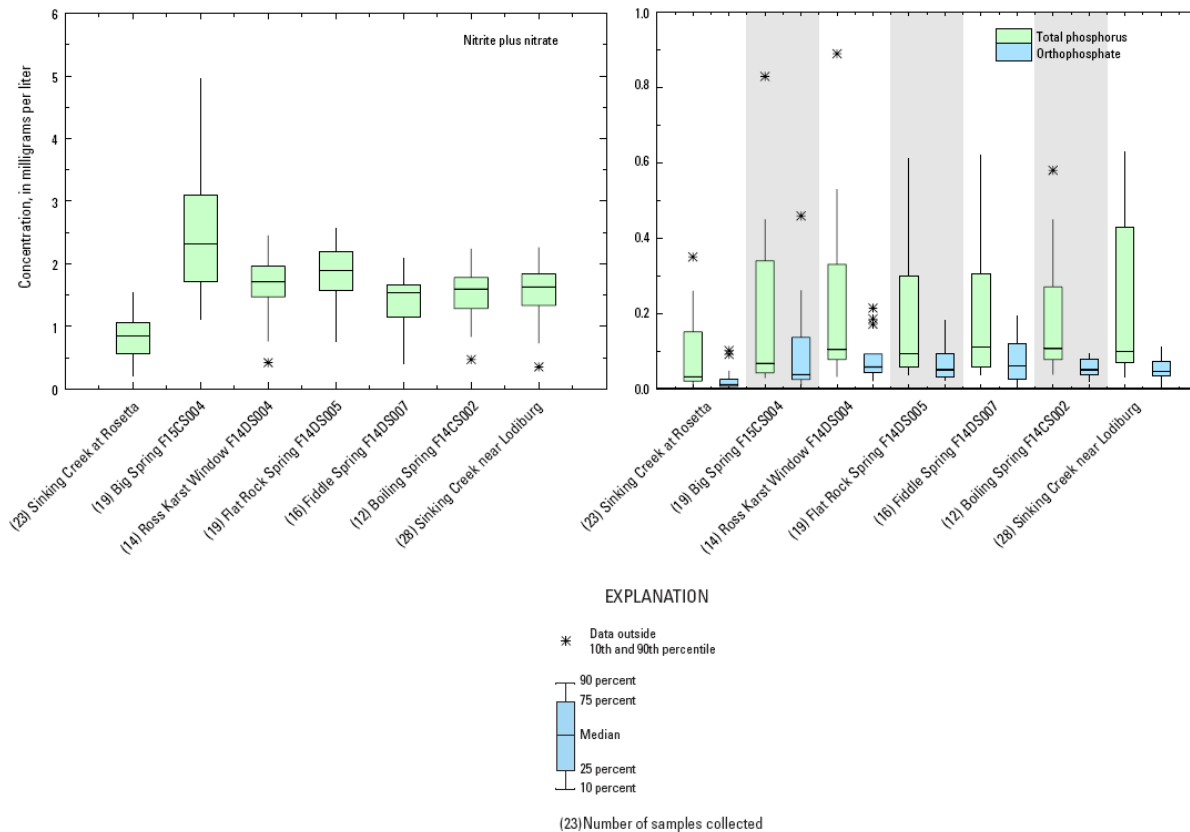 6
5
4
3
2
1
0
Concentration, in milligrams per liter
Nitrite plus nitrate
(23) Sinking Creek at Rosetta
(19) Big Spring F15CS004
(14) Ross Karst Window F14DS004
(19) Flat Rock Spring F14DS005
(16) Fiddle Spring F14DS007
(12) Boiling Spring F14CS002
(28) Sinking Creek near Lodiburg
1.0
0.8
0.6
0.4
0.2
0.0
Total phosphorus
Orthophosphate
(23) Sinking Creek at Rosetta
(19) Big Spring F15CS004
(14) Ross Karst Window F14DS004
(19) Flat Rock Spring F14DS005
(16) Fiddle Spring F14DS007
(12) Boiling Spring F14CS002
(28) Sinking Creek near Lodiburg
EXPLANATION
Data outside
10th and 90th percentile
90 percent
75 percent
Median
25 percent
10 percent
(23)Number of samples collected